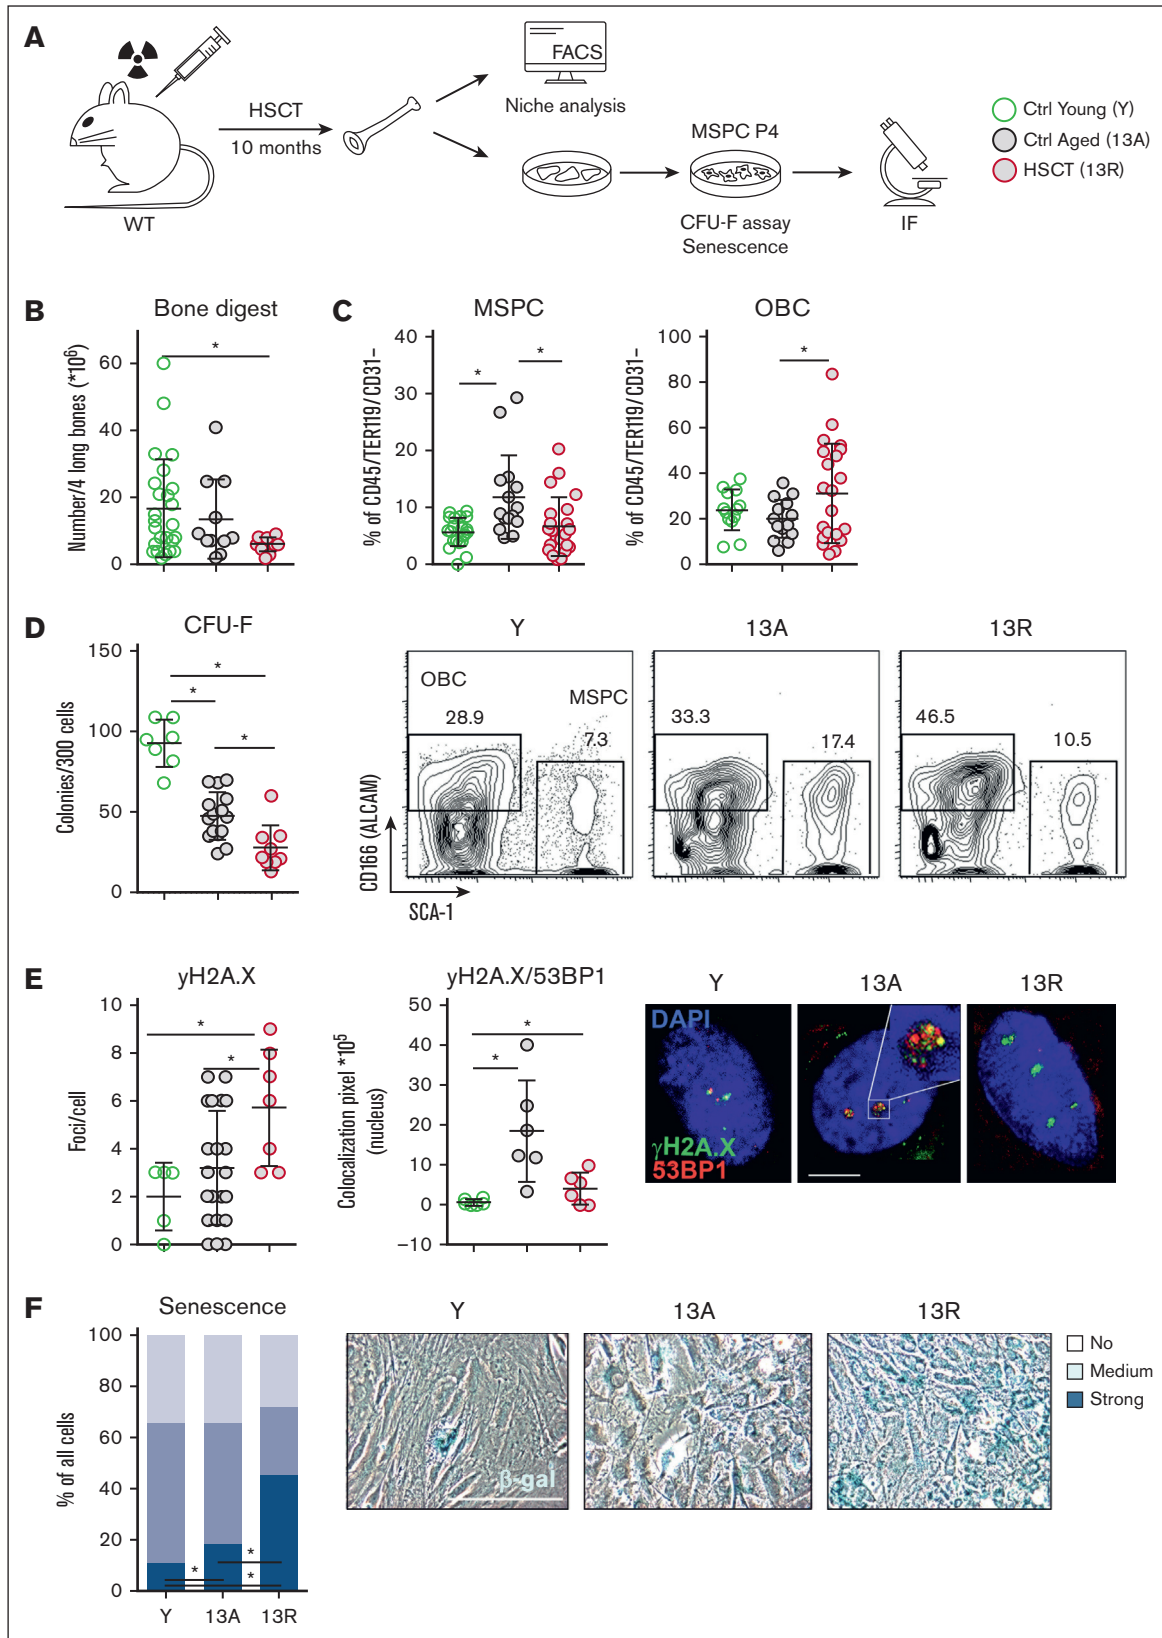 A
FACS
HSCT
10 months
Niche analysis
MSPC P4
WT
CFU-F assay
Senescence
IF
Ctrl Young (Y)
Ctrl Aged (13A)
HSCT (13R)
B
Bone digest
Number/4 long bones (*10⁶)
60
40
20
0
*
C
MSPC
% of CD45/TER119/CD31–
40
30
20
10
0
*
*
OBC
% of CD45/TER119/CD31–
100
80
60
40
20
0
*
D
CFU-F
Colonies/300 cells
150
100
50
0
*
*
*
Y
13A
13R
OBC
MSPC
28.9
7.3
33.3
17.4
46.5
10.5
CD166 (ALCAM)
SCA-1
E
yH2A.X
Foci/cell
10
8
6
4
2
0
*
*
yH2A.X/53BP1
Colocalization pixel *10⁵
(nucleus)
50
40
30
20
10
0
–10
*
*
Y
13A
13R
DAPI
γH2A.X
53BP1
F
Senescence
% of all cells
100
80
60
40
20
0
*
*
*
Y
13A
13R
Y
13A
13R
β-gal
No
Medium
Strong